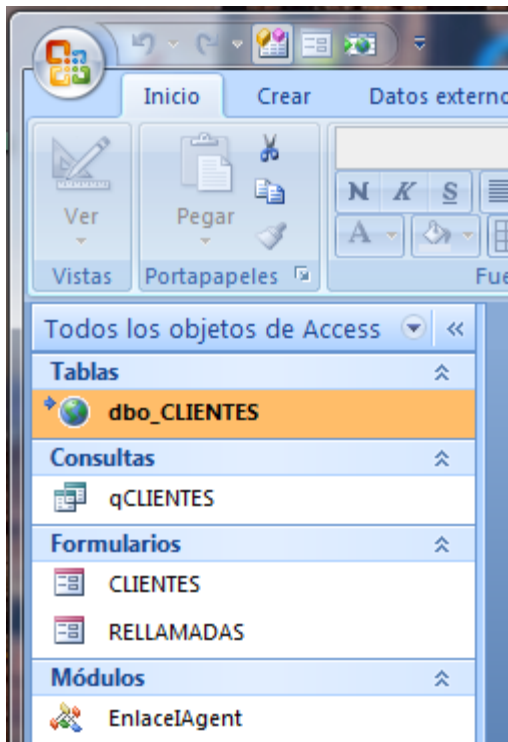 Inicio Crear Datos externo
Ver Pegar N K S
A
Vistas Portapapeles Fue
Todos los objetos de Access
Tablas
dbo_CLIENTES
Consultas
qCLIENTES
Formularios
CLIENTES
RELLAMADAS
Módulos
EnlaceIAgent